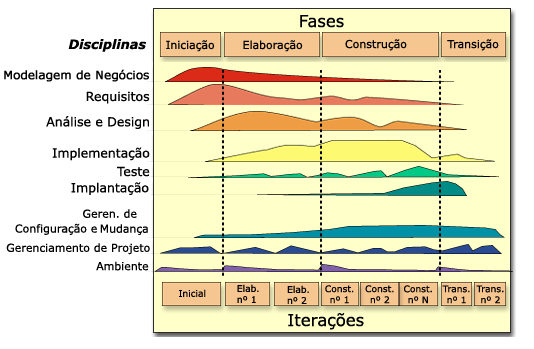 Fases
Disciplinas
Iniciação
Elaboração
Construção
Transição
Modelagem de Negócios
Requisitos
Análise e Design
Implementação
Teste
Implantação
Geren. de
Configuração e Mudança
Gerenciamento de Projeto
Ambiente
Inicial
Elab.
nº 1
Elab.
nº 2
Const.
nº 1
Const.
nº 2
Const.
nº N
Trans.
nº 1
Trans.
nº 2
Iterações